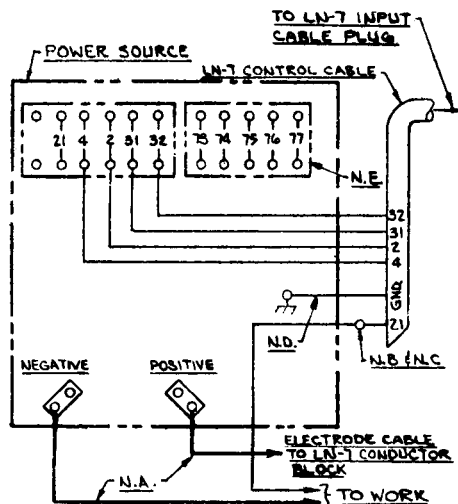 TO LN-7 INPUT
CABLE PLUG
POWER SOURCE
LN-7 CONTROL CABLE
21 4 2 31 32 73 74 75 76 77
N.E.
32
31
2
4
GND
21
N.D.
N.B & N.C
NEGATIVE
POSITIVE
ELECTRODE CABLE
TO LN-7 CONDUCTOR
BLOCK
N.A.
TO WORK